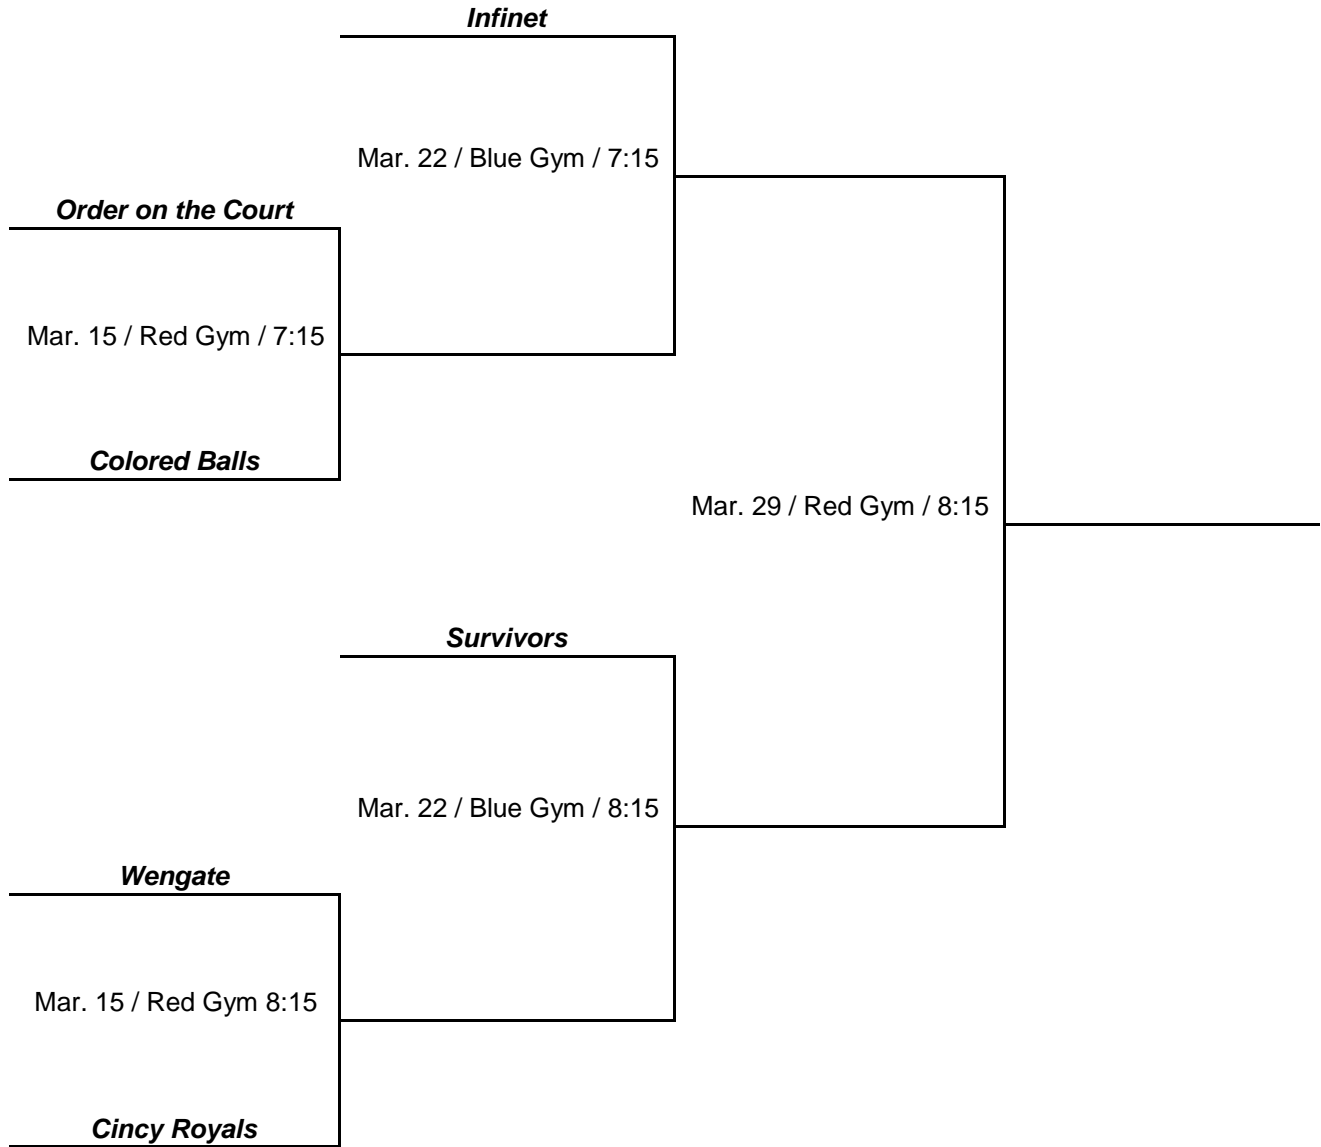 Infinet
Mar. 22 / Blue Gym / 7:15
Order on the Court
Mar. 15 / Red Gym / 7:15
Colored Balls
Mar. 29 / Red Gym / 8:15
Survivors
Mar. 22 / Blue Gym / 8:15
Wengate
Mar. 15 / Red Gym 8:15
Cincy Royals